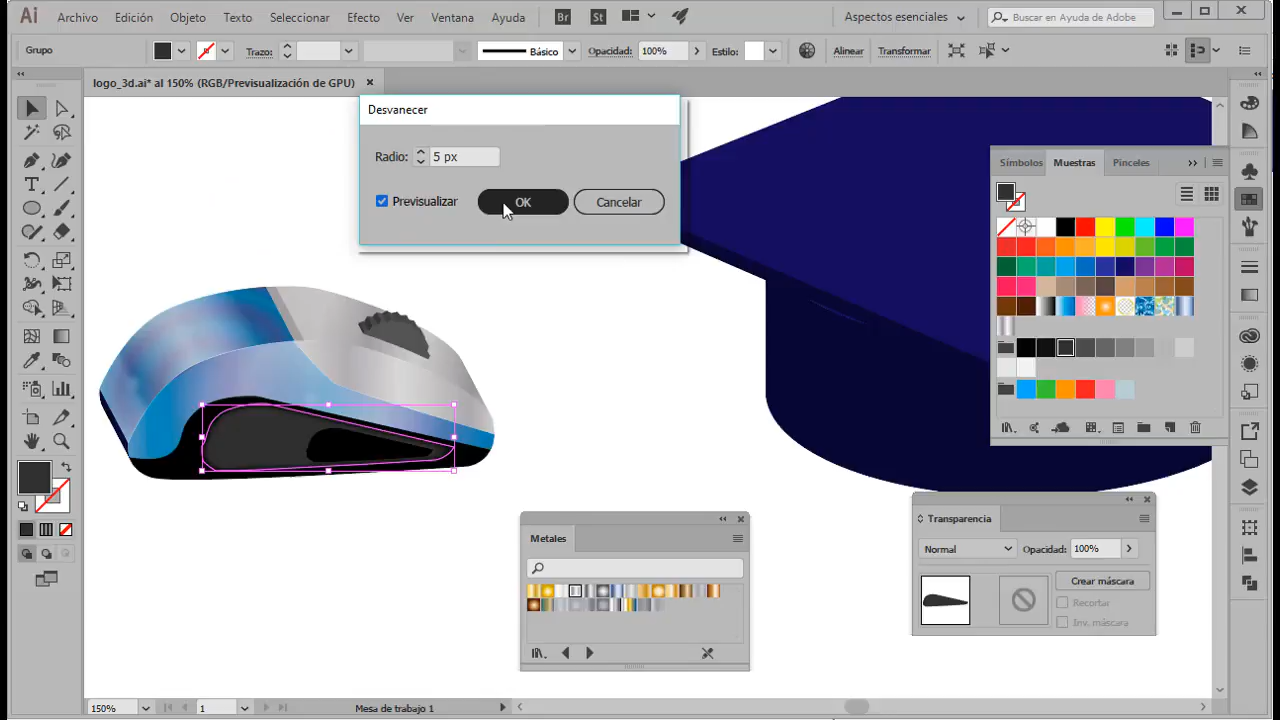 Ai Archivo Edición Objeto Texto Seleccionar Efecto Ver Ventana Ayuda Br St Aspectos esenciales Buscar en Ayuda de Adobe
Grupo Trazo: Básico Opacidad: 100% Estilo: Alinear Transformar
logo_3d.ai* al 150% (RGB/Previsualización de GPU)
Desvanecer
Radio: 5 px
Previsualizar OK Cancelar
Símbolos Muestras Pinceles
Transparencia
Normal Opacidad: 100%
Crear máscara
Recortar
Inv. máscara
Metales
150% 1 Mesa de trabajo 1